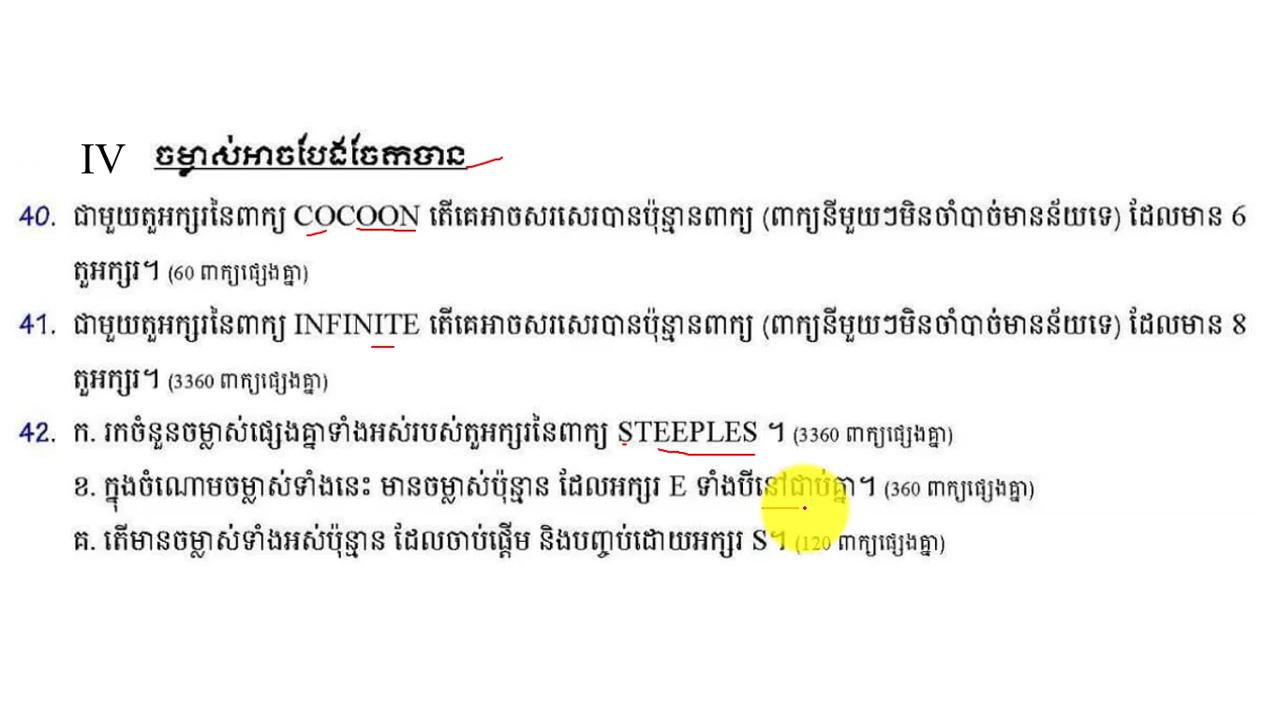 IV ចម្លាស់អាចបែងចែកបាន
40. ជាមួយតួអក្សរនៃពាក្យ COCOON តើគេអាចសរសេរបានប៉ុន្មានពាក្យ (ពាក្យនីមួយៗមិនចាំបាច់មានន័យទេ) ដែលមាន 6
តួអក្សរ។ (60 ពាក្យផ្សេងគ្នា)
41. ជាមួយតួអក្សរនៃពាក្យ INFINITE តើគេអាចសរសេរបានប៉ុន្មានពាក្យ (ពាក្យនីមួយៗមិនចាំបាច់មានន័យទេ) ដែលមាន 8
តួអក្សរ។ (3360 ពាក្យផ្សេងគ្នា)
42. ក. រកចំនួនចម្លាស់ផ្សេងគ្នាទាំងអស់របស់តួអក្សរនៃពាក្យ STEEPLES ។ (3360 ពាក្យផ្សេងគ្នា)
ខ. ក្នុងចំណោមចម្លាស់ទាំងនេះ មានចម្លាស់ប៉ុន្មាន ដែលអក្សរ E ទាំងបីនៅជាប់គ្នា។ (360 ពាក្យផ្សេងគ្នា)
គ. តើមានចម្លាស់ទាំងអស់ប៉ុន្មាន ដែលចាប់ផ្ដើម និងបញ្ចប់ដោយអក្សរ S។ (120 ពាក្យផ្សេងគ្នា)